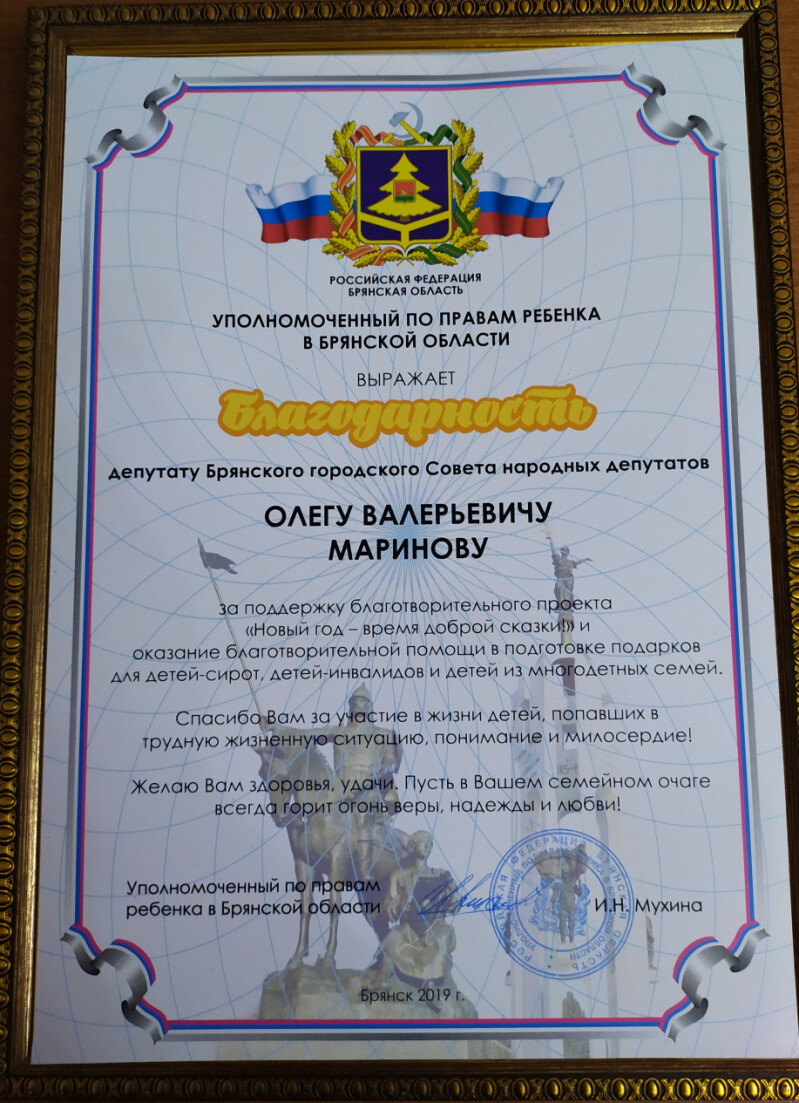 РОССИЙСКАЯ ФЕДЕРАЦИЯ
БРЯНСКАЯ ОБЛАСТЬ
УПОЛНОМОЧЕННЫЙ ПО ПРАВАМ РЕБЕНКА
В БРЯНСКОЙ ОБЛАСТИ
ВЫРАЖАЕТ
Благодарность
депутату Брянского городского Совета народных депутатов
ОЛЕГУ ВАЛЕРЬЕВИЧУ
МАРИНОВУ
за поддержку благотворительного проекта
«Новый год – время доброй сказки!» и
оказание благотворительной помощи в подготовке подарков
для детей-сирот, детей-инвалидов и детей из многодетных семей.
Спасибо Вам за участие в жизни детей, попавших в
трудную жизненную ситуацию, понимание и милосердие!
Желаю Вам здоровья, удачи. Пусть в Вашем семейном очаге
всегда горит огонь веры, надежды и любви!
Уполномоченный по правам
ребенка в Брянской области
И.Н. Мухина
РОССИЙСКАЯ ФЕДЕРАЦИЯ БРЯНСКАЯ ОБЛАСТЬ
Брянск 2019 г.